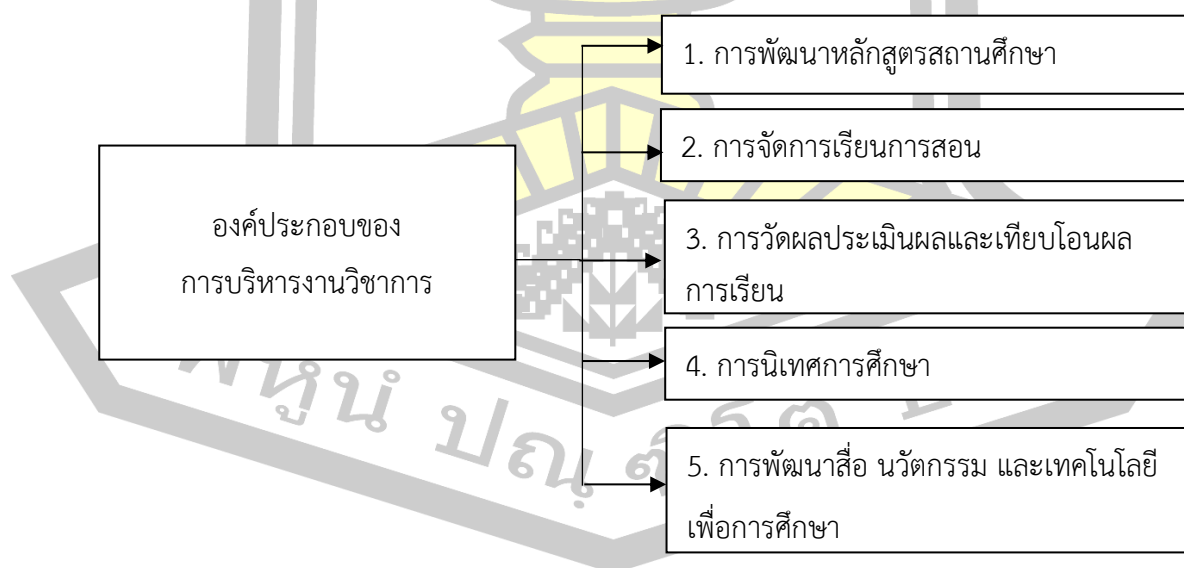 องค์ประกอบของ
การบริหารงานวิชาการ
1. การพัฒนาหลักสูตรสถานศึกษา
2. การจัดการเรียนการสอน
3. การวัดผลประเมินผลและเทียบโอนผล
การเรียน
4. การนิเทศการศึกษา
5. การพัฒนาสื่อ นวัตกรรม และเทคโนโลยี
เพื่อการศึกษา
พหูนํ ปณฺ